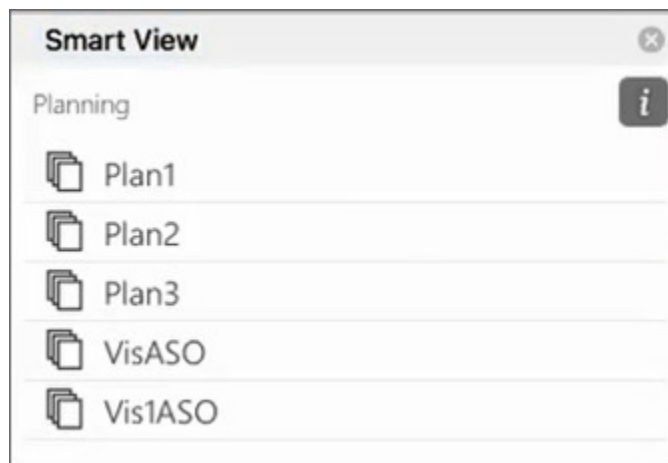 Smart View
Planning
Plan1
Plan2
Plan3
VisASO
Vis1ASO